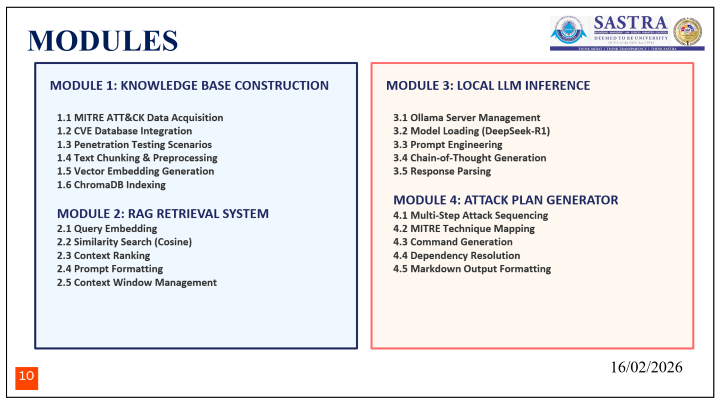 MODULES
SASTRA
DEEMED TO BE UNIVERSITY
THINK MERIT | THINK TRANSPARENCY | THINK SASTRA
MODULE 1: KNOWLEDGE BASE CONSTRUCTION
1.1 MITRE ATT&CK Data Acquisition
1.2 CVE Database Integration
1.3 Penetration Testing Scenarios
1.4 Text Chunking & Preprocessing
1.5 Vector Embedding Generation
1.6 ChromaDB Indexing
MODULE 2: RAG RETRIEVAL SYSTEM
2.1 Query Embedding
2.2 Similarity Search (Cosine)
2.3 Context Ranking
2.4 Prompt Formatting
2.5 Context Window Management
MODULE 3: LOCAL LLM INFERENCE
3.1 Ollama Server Management
3.2 Model Loading (DeepSeek-R1)
3.3 Prompt Engineering
3.4 Chain-of-Thought Generation
3.5 Response Parsing
MODULE 4: ATTACK PLAN GENERATOR
4.1 Multi-Step Attack Sequencing
4.2 MITRE Technique Mapping
4.3 Command Generation
4.4 Dependency Resolution
4.5 Markdown Output Formatting
16/02/2026
10